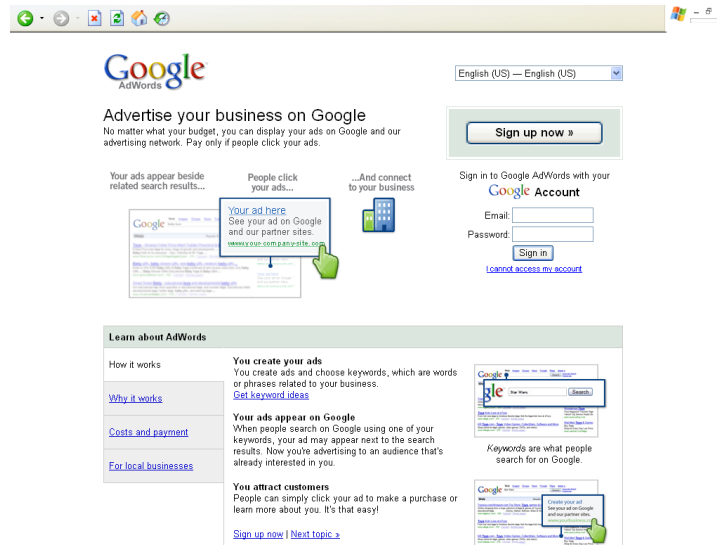 Google
AdWords
English (US) — English (US)
Advertise your business on Google
No matter what your budget, you can display your ads on Google and our
advertising network. Pay only if people click your ads.
Sign up now »
Your ads appear beside
related search results...
People click
your ads...
...And connect
to your business
Google
Your ad here
See your ad on Google
and our partner sites.
www.your-company-site.com
Sign in to Google AdWords with your
Google Account
Email:
Password:
Sign in
I cannot access my account
Learn about AdWords
How it works
Why it works
Costs and payment
For local businesses
You create your ads
You create ads and choose keywords, which are words
or phrases related to your business.
Get keyword ideas
Your ads appear on Google
When people search on Google using one of your
keywords, your ad may appear next to the search
results. Now you're advertising to an audience that's
already interested in you.
You attract customers
People can simply click your ad to make a purchase or
learn more about you. It's that easy!
Sign up now | Next topic »
Google
gle
Star Wars
Search
Keywords are what people
search for on Google.
Google
Create your ad
See your ad on Google
and our partner sites.